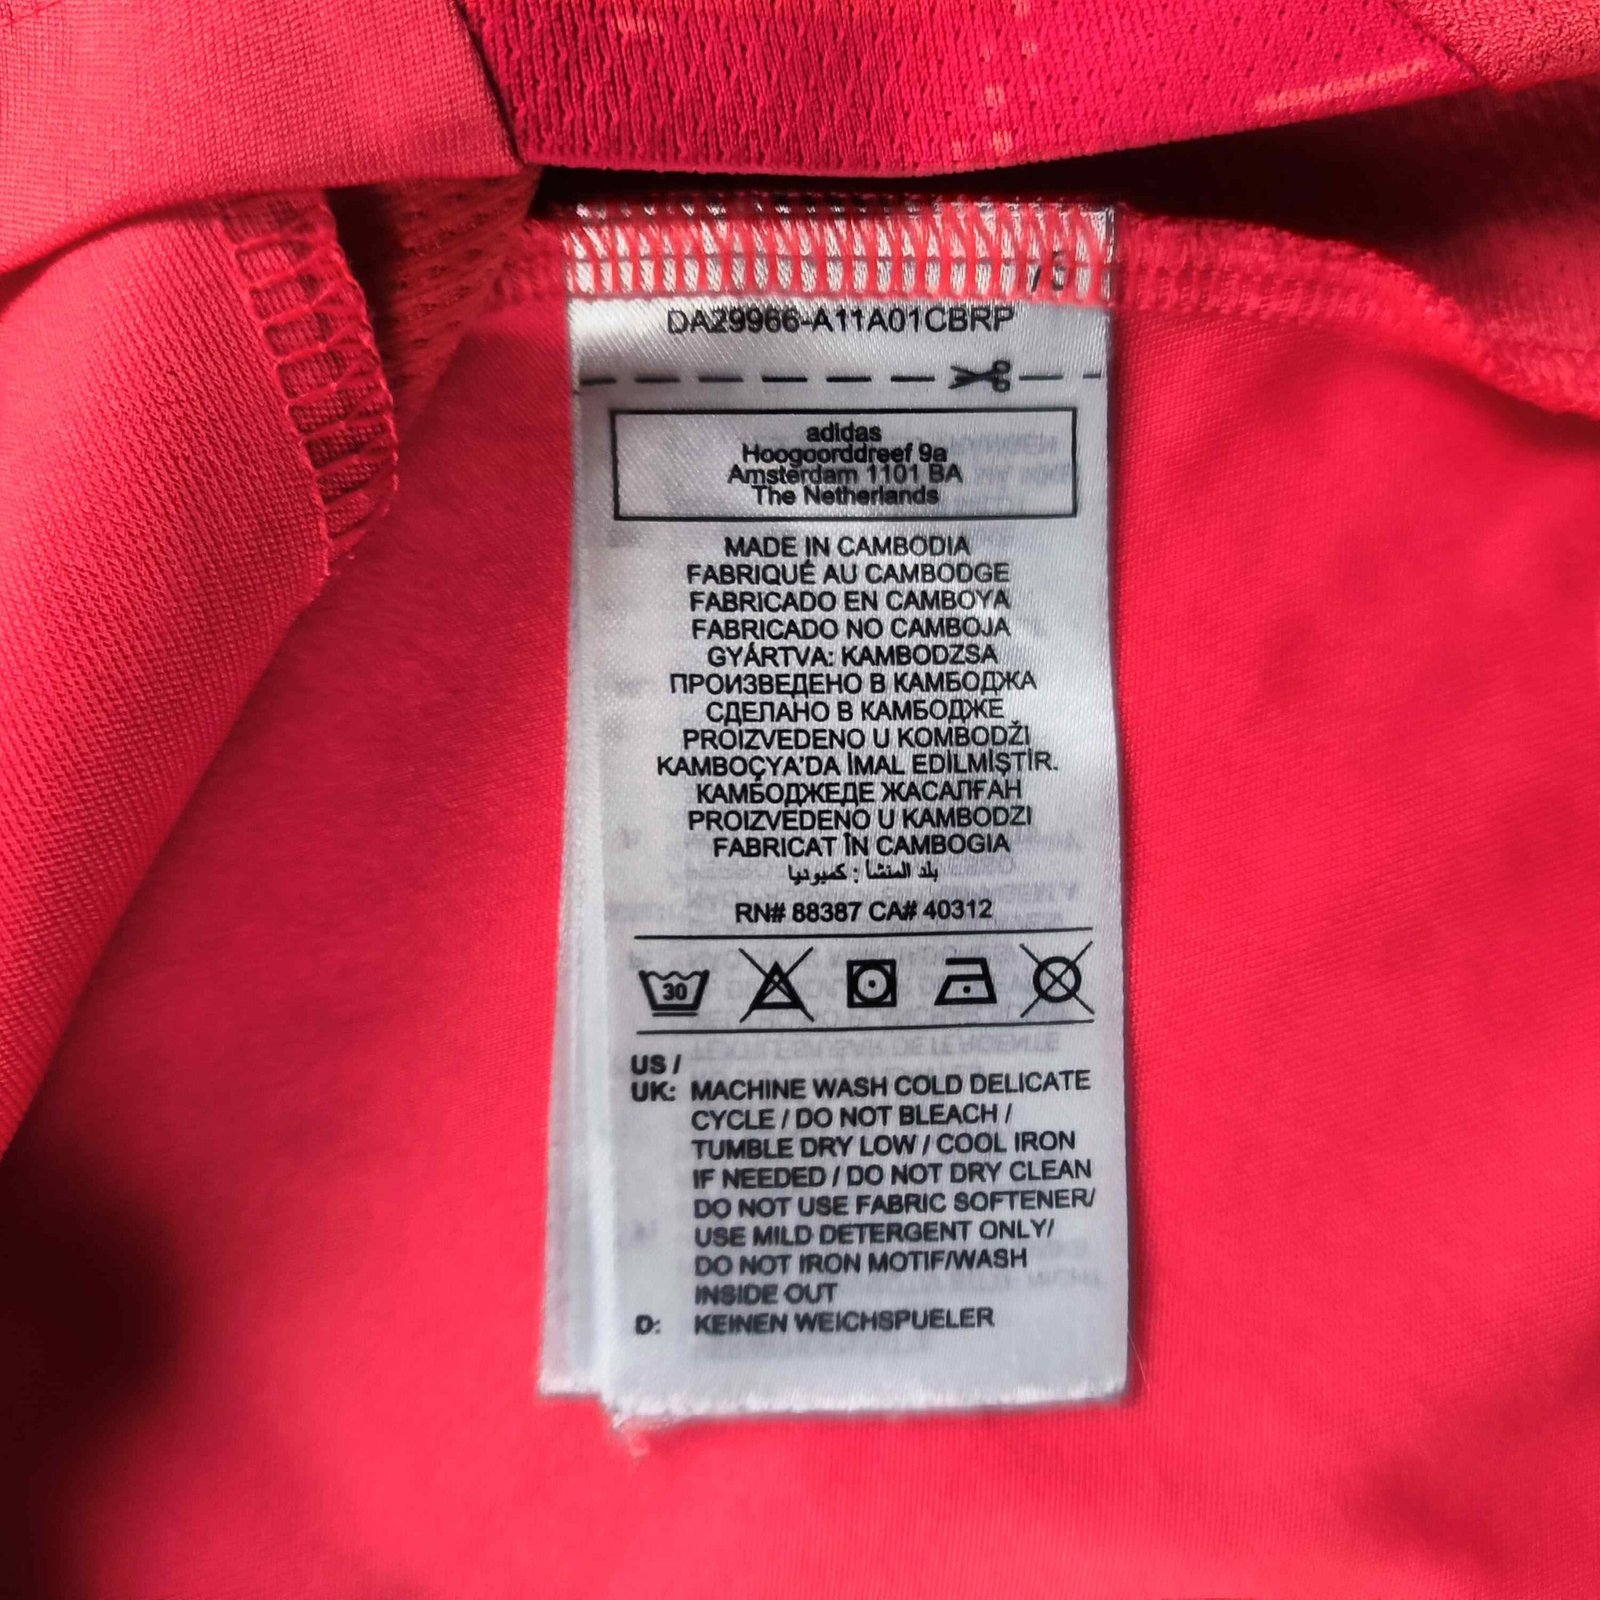 DA29966-A11A01CBRP
adidas
Hoogoorddreef 9a
Amsterdam 1101 BA
The Netherlands
MADE IN CAMBODIA
FABRIQUÉ AU CAMBODGE
FABRICADO EN CAMBOYA
FABRICADO NO CAMBOJA
GYÁRTVA: KAMBODZSA
ПРОИЗВЕДЕНО В КАМБОДЖА
СДЕЛАНО В КАМБОДЖЕ
PROIZVEDENO U KOMBODŽI
KAMBOÇYA'DA İMAL EDİLMİŞTİR.
КАМБОДЖЕДЕ ЖАСАЛҒАН
PROIZVEDENO U KAMBODZI
FABRICAT ÎN CAMBOGIA
بلد المنشأ : كمبوديا
RN# 88387 CA# 40312
30
US /
UK: MACHINE WASH COLD DELICATE
CYCLE / DO NOT BLEACH /
TUMBLE DRY LOW / COOL IRON
IF NEEDED / DO NOT DRY CLEAN
DO NOT USE FABRIC SOFTENER/
USE MILD DETERGENT ONLY/
DO NOT IRON MOTIF/WASH
INSIDE OUT
D: KEINEN WEICHSPUELER